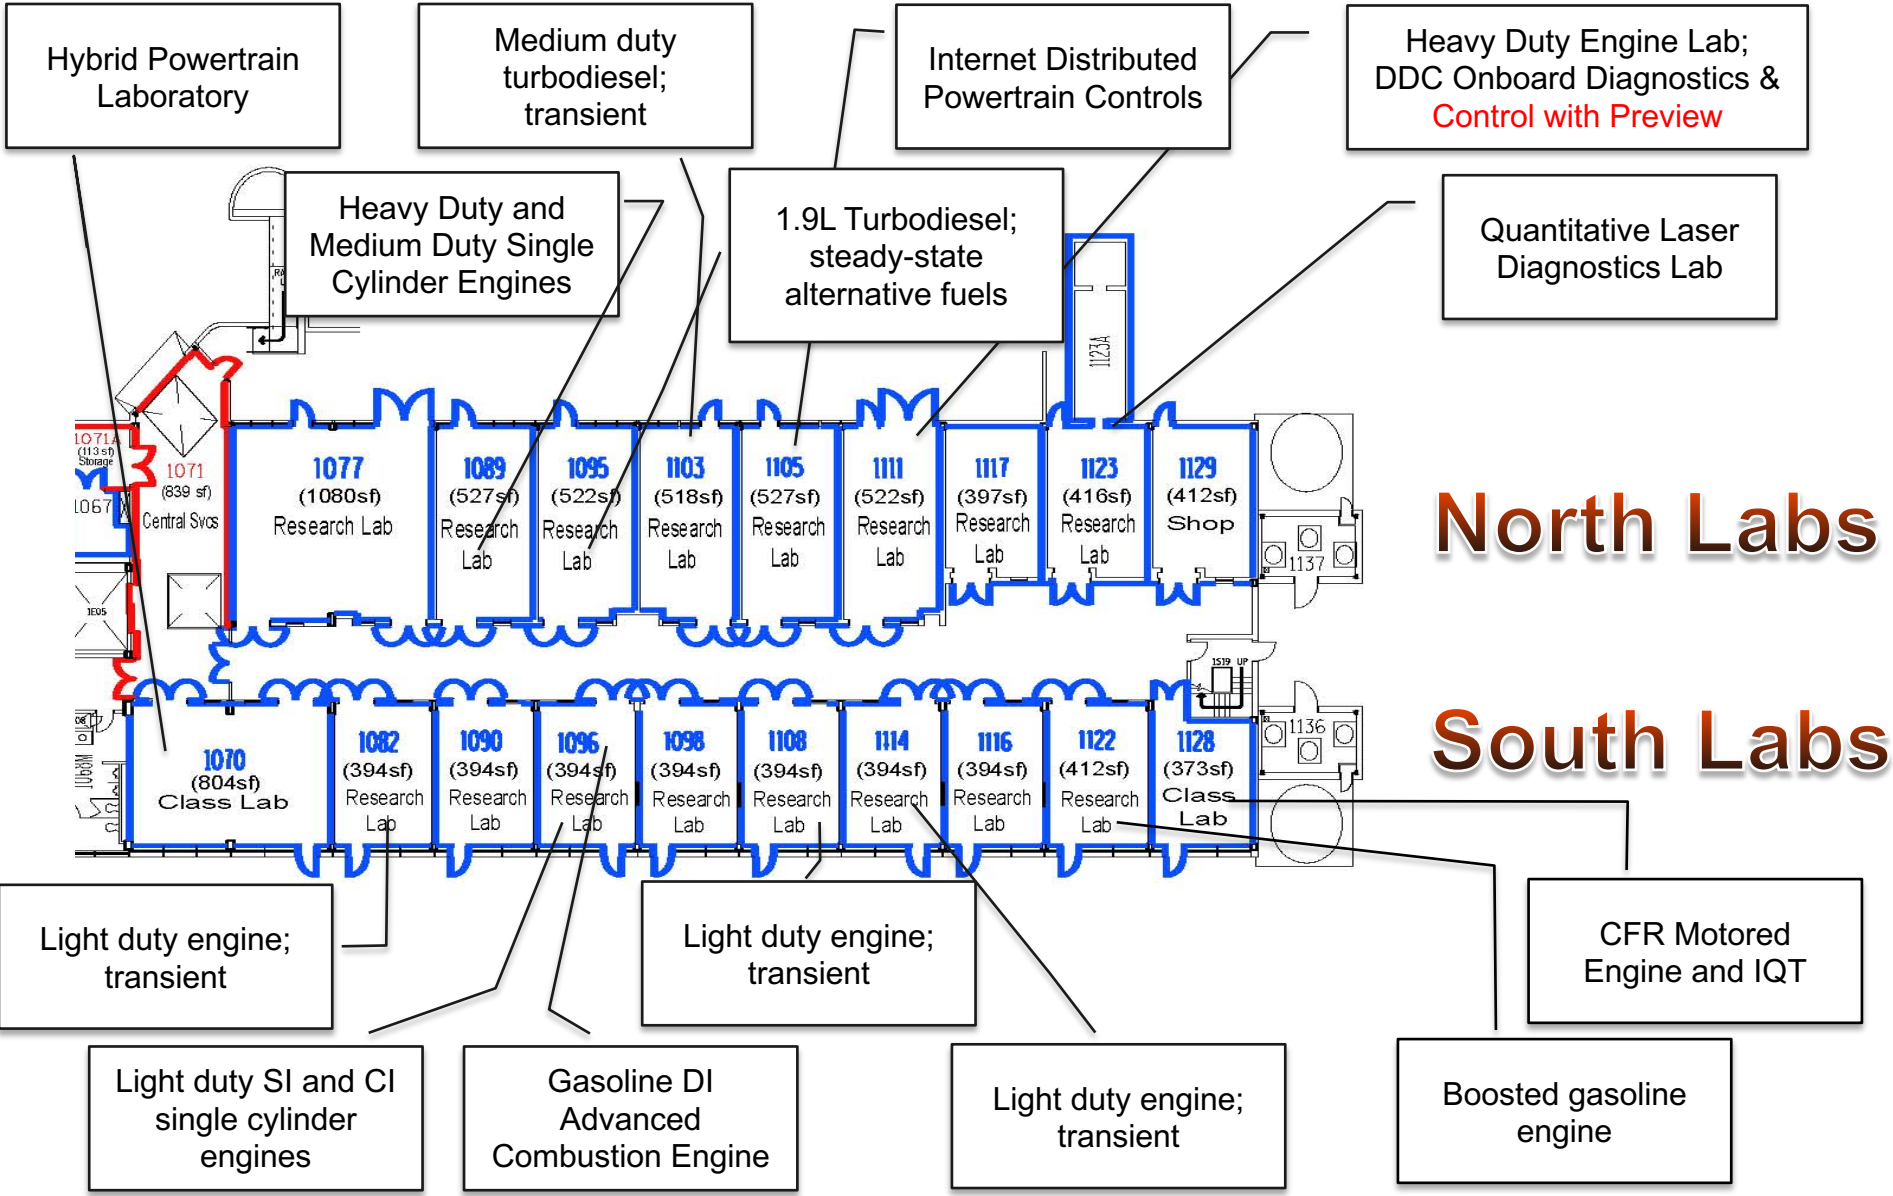 Hybrid Powertrain
Laboratory
Medium duty
turbodiesel;
transient
Internet Distributed
Powertrain Controls
Heavy Duty Engine Lab;
DDC Onboard Diagnostics &
Control with Preview
Heavy Duty and
Medium Duty Single
Cylinder Engines
1.9L Turbodiesel;
steady-state
alternative fuels
Quantitative Laser
Diagnostics Lab
1123A
1071A
(113 sf)
Storage
1067
1071
(839 sf)
Central Svcs
1077
(1080sf)
Research Lab
1089
(527sf)
Research
Lab
1095
(522sf)
Research
Lab
1103
(518sf)
Research
Lab
1105
(527sf)
Research
Lab
1111
(522sf)
Research
Lab
1117
(397sf)
Research
Lab
1123
(416sf)
Research
Lab
1129
(412sf)
Shop
1137
North Labs
1E05
1S19 UP
1068M
1070
(804sf)
Class Lab
1082
(394sf)
Research
Lab
1090
(394sf)
Research
Lab
1096
(394sf)
Research
Lab
1098
(394sf)
Research
Lab
1108
(394sf)
Research
Lab
1114
(394sf)
Research
Lab
1116
(394sf)
Research
Lab
1122
(412sf)
Research
Lab
1128
(373sf)
Class
Lab
1136
South Labs
Light duty engine;
transient
Light duty engine;
transient
CFR Motored
Engine and IQT
Light duty SI and CI
single cylinder
engines
Gasoline DI
Advanced
Combustion Engine
Light duty engine;
transient
Boosted gasoline
engine